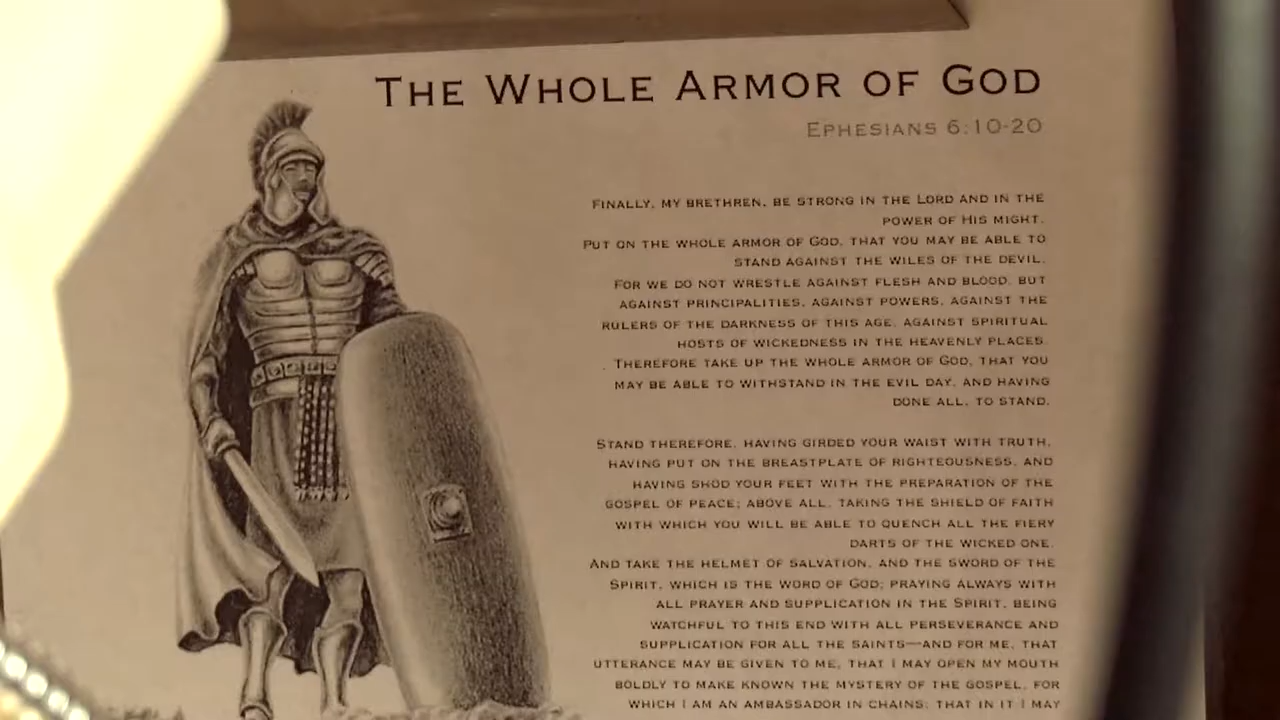 THE WHOLE ARMOR OF GOD
EPHESIANS 6:10-20
FINALLY, MY BRETHREN, BE STRONG IN THE LORD AND IN THE
POWER OF HIS MIGHT.
PUT ON THE WHOLE ARMOR OF GOD, THAT YOU MAY BE ABLE TO
STAND AGAINST THE WILES OF THE DEVIL.
FOR WE DO NOT WRESTLE AGAINST FLESH AND BLOOD, BUT
AGAINST PRINCIPALITIES, AGAINST POWERS, AGAINST THE
RULERS OF THE DARKNESS OF THIS AGE, AGAINST SPIRITUAL
HOSTS OF WICKEDNESS IN THE HEAVENLY PLACES.
THEREFORE TAKE UP THE WHOLE ARMOR OF GOD, THAT YOU
MAY BE ABLE TO WITHSTAND IN THE EVIL DAY, AND HAVING
DONE ALL, TO STAND.
STAND THEREFORE, HAVING GIRDED YOUR WAIST WITH TRUTH,
HAVING PUT ON THE BREASTPLATE OF RIGHTEOUSNESS, AND
HAVING SHOD YOUR FEET WITH THE PREPARATION OF THE
GOSPEL OF PEACE; ABOVE ALL, TAKING THE SHIELD OF FAITH
WITH WHICH YOU WILL BE ABLE TO QUENCH ALL THE FIERY
DARTS OF THE WICKED ONE.
AND TAKE THE HELMET OF SALVATION, AND THE SWORD OF THE
SPIRIT, WHICH IS THE WORD OF GOD; PRAYING ALWAYS WITH
ALL PRAYER AND SUPPLICATION IN THE SPIRIT, BEING
WATCHFUL TO THIS END WITH ALL PERSEVERANCE AND
SUPPLICATION FOR ALL THE SAINTS—AND FOR ME, THAT
UTTERANCE MAY BE GIVEN TO ME, THAT I MAY OPEN MY MOUTH
BOLDLY TO MAKE KNOWN THE MYSTERY OF THE GOSPEL, FOR
WHICH I AM AN AMBASSADOR IN CHAINS; THAT IN IT I MAY